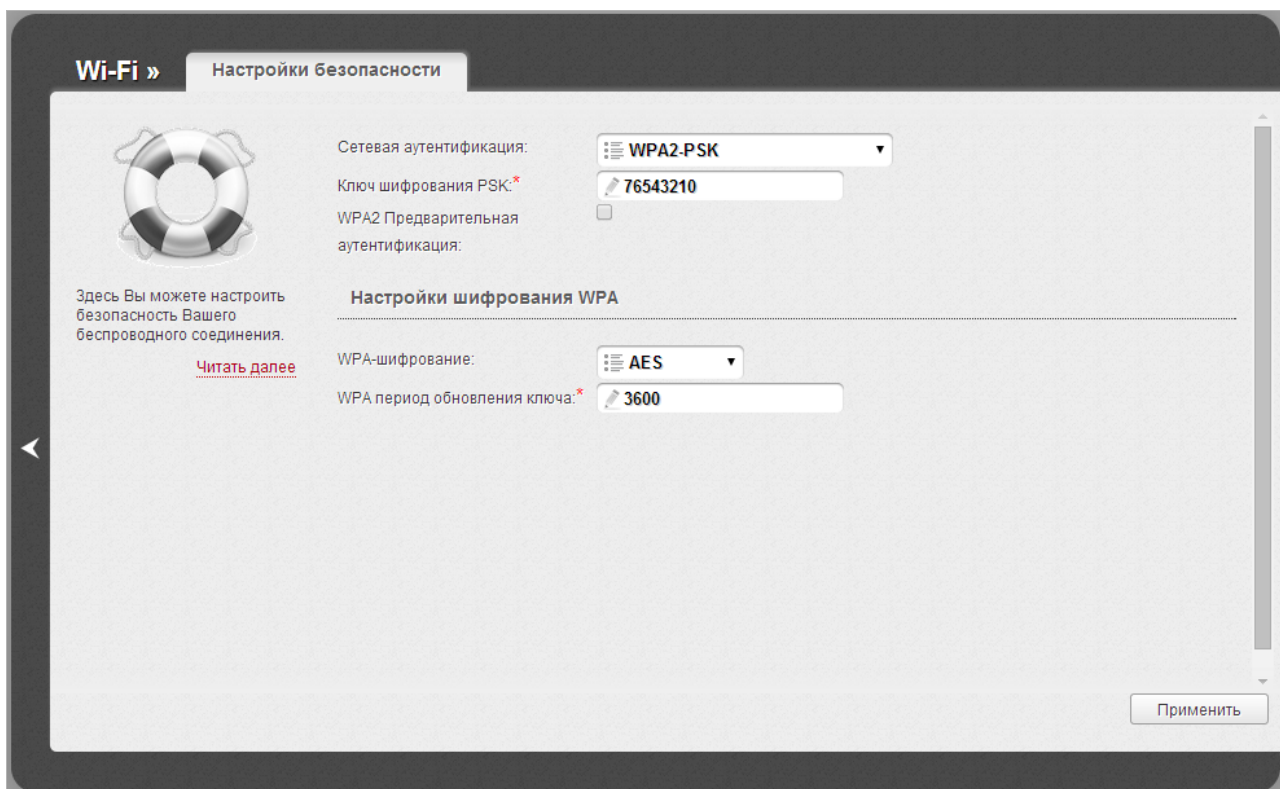 Wi-Fi »
Настройки безопасности
Сетевая аутентификация:
WPA2-PSK
Ключ шифрования PSK:*
76543210
WPA2 Предварительная
аутентификация:
Здесь Вы можете настроить
безопасность Вашего
беспроводного соединения.
Читать далее
Настройки шифрования WPA
WPA-шифрование:
AES
WPA период обновления ключа:*
3600
Применить